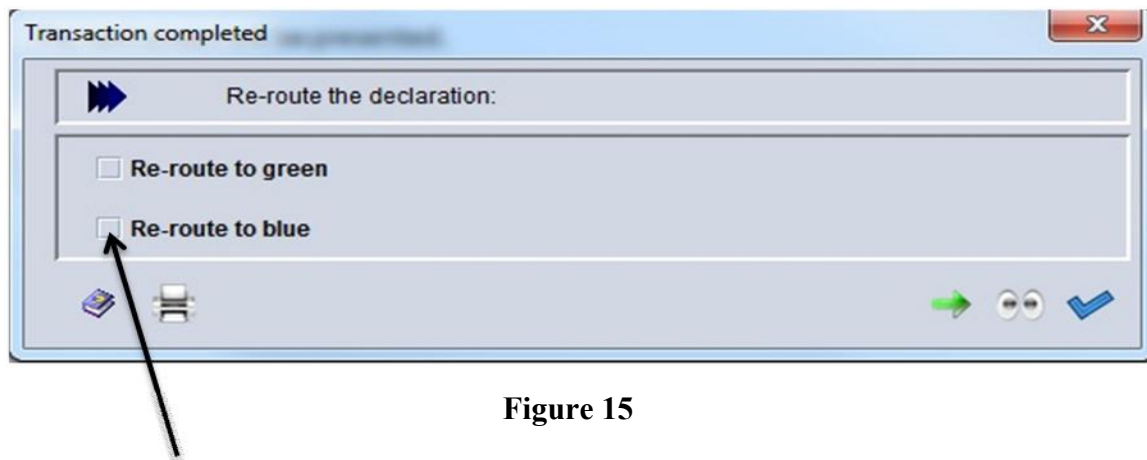 Transaction completed
Re-route the declaration:
Re-route to green
Re-route to blue
Figure 15